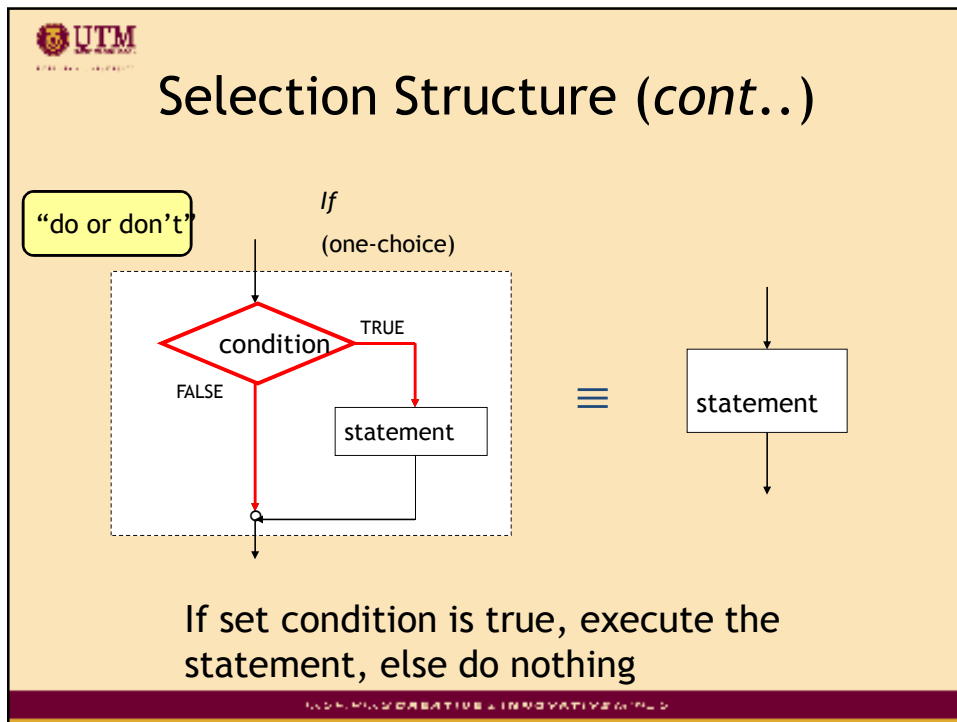 UTM
Selection Structure (cont..)
“do or don’t”
If
(one-choice)
condition
TRUE
FALSE
statement
≡
statement
If set condition is true, execute the
statement, else do nothing